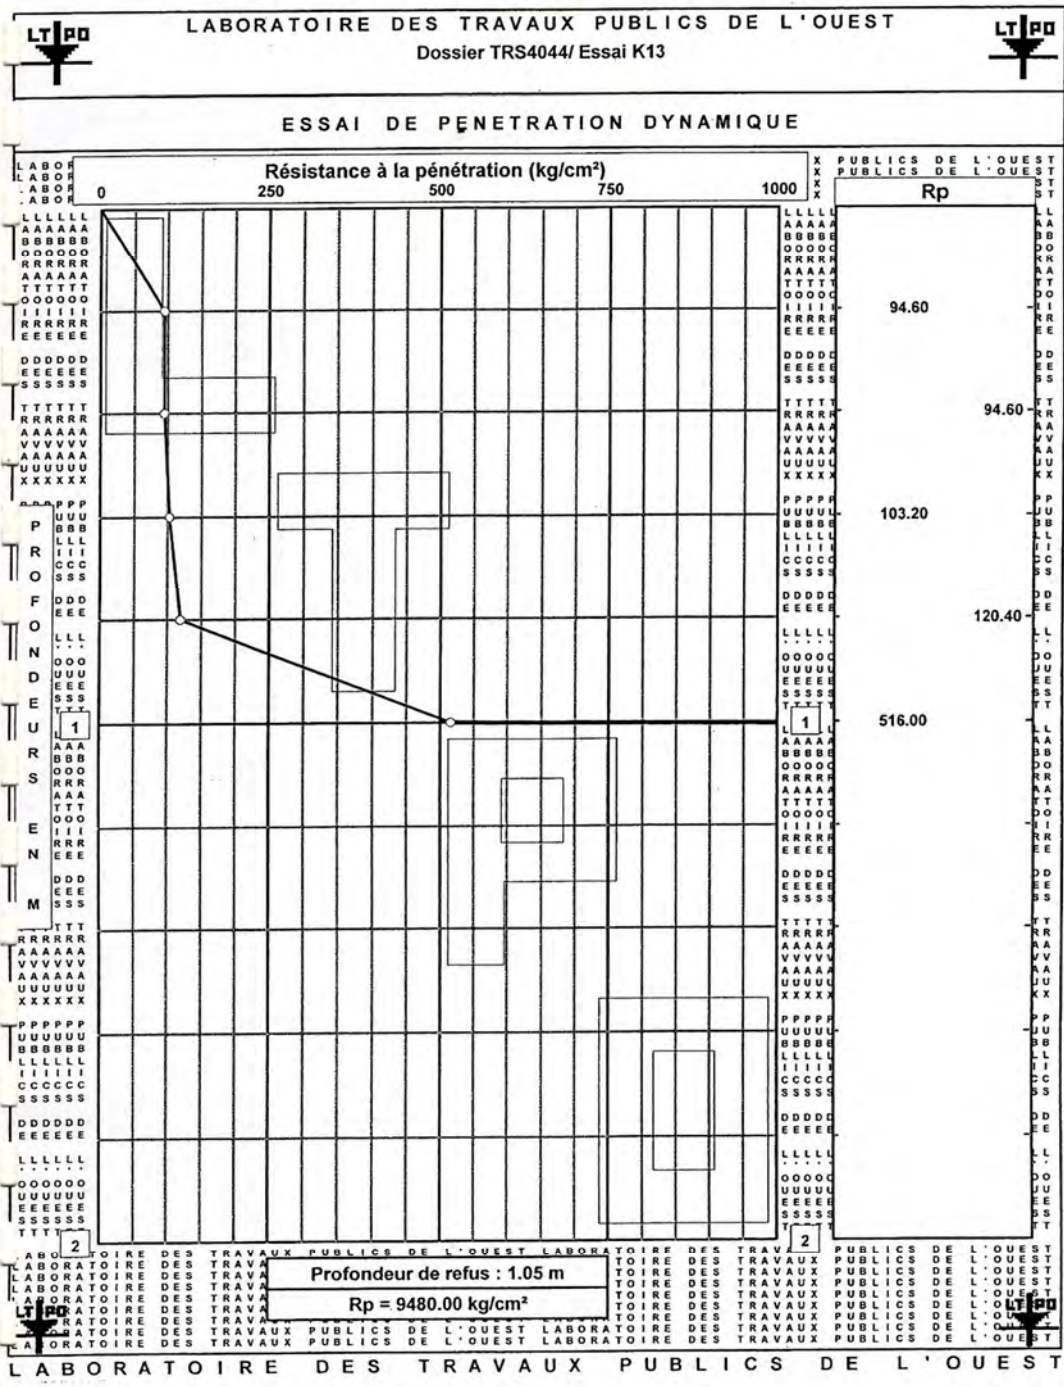 LABORATOIRE DES TRAVAUX PUBLICS DE L'OUEST
LTPO
LTPO
Dossier TRS4044/ Essai K13
ESSAI DE PENETRATION DYNAMIQUE
Résistance à la pénétration (kg/cm²)
0 250 500 750 1000
Rp
94.60
94.60
103.20
120.40
516.00
PROFONDEURS EN M
1
1
2
2
Profondeur de refus : 1.05 m
Rp = 9480.00 kg/cm²
LTPO
LTPO
LABORATOIRE DES TRAVAUX PUBLICS DE L'OUEST